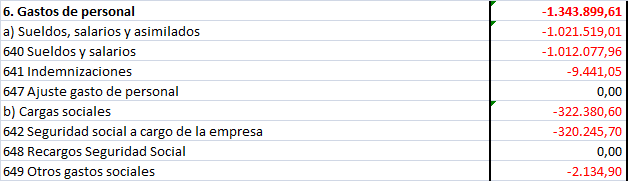 6. Gastos de personal -1.343.899,61
a) Sueldos, salarios y asimilados -1.021.519,01
640 Sueldos y salarios -1.012.077,96
641 Indemnizaciones -9.441,05
647 Ajuste gasto de personal 0,00
b) Cargas sociales -322.380,60
642 Seguridad social a cargo de la empresa -320.245,70
648 Recargos Seguridad Social 0,00
649 Otros gastos sociales -2.134,90